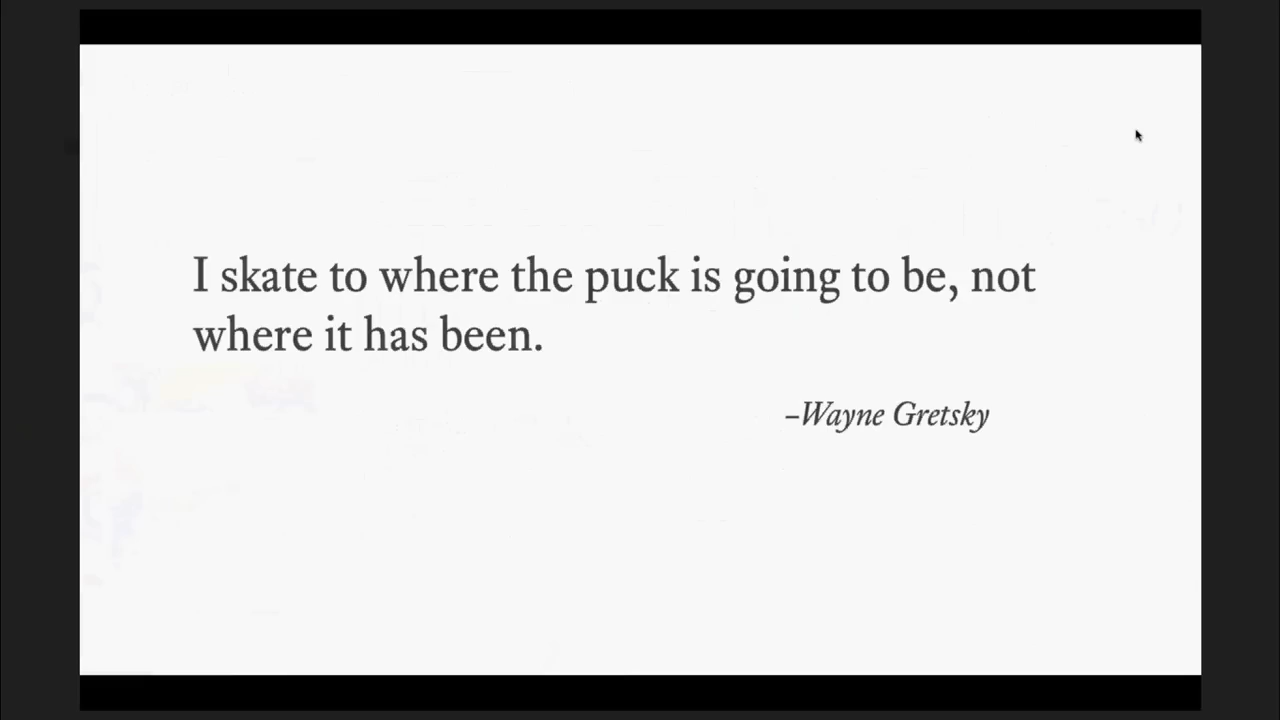 I skate to where the puck is going to be, not
where it has been.
–Wayne Gretsky